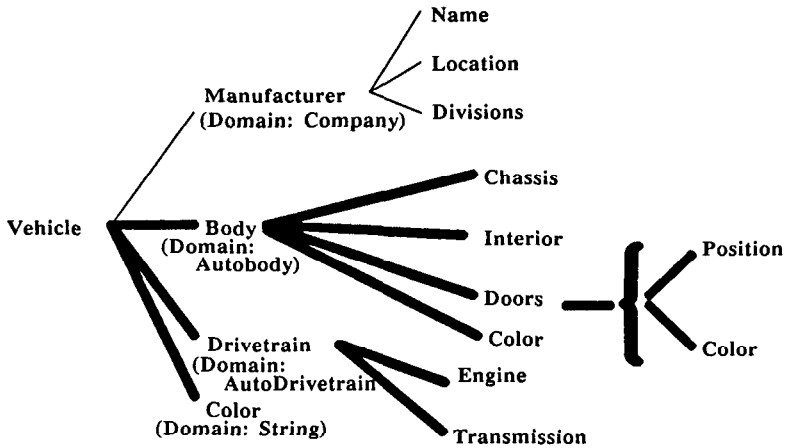 Name
Location
Manufacturer
(Domain: Company)
Divisions
Chassis
Vehicle
Body
(Domain:
Autobody)
Interior
Position
Doors
Color
Color
Drivetrain
(Domain:
AutoDrivetrain
Engine
Color
(Domain: String)
Transmission